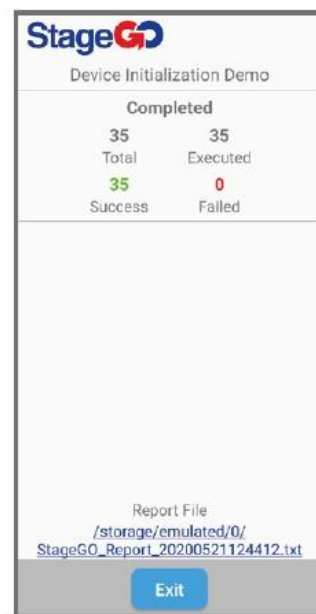 StageGO
Device Initialization Demo
Completed
35 35
Total Executed
35 0
Success Failed
Report File
/storage/emulated/0/
StageGO_Report_20200521124412.txt
Exit